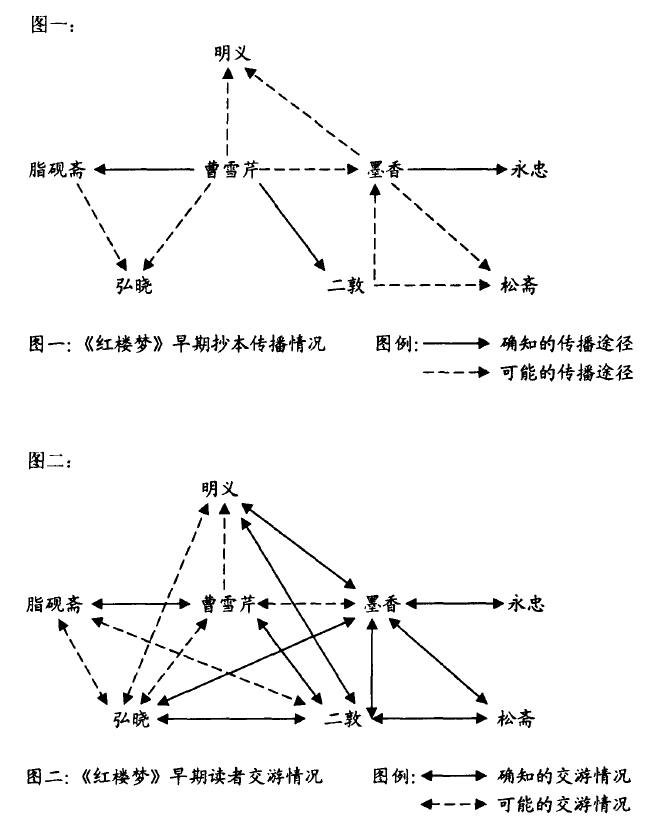 图一：
明义
脂砚斋 曹雪芹 墨香 永忠
弘晓 二敦 松斋
图一：《红楼梦》早期抄本传播情况 图例： 确知的传播途径
可能的传播途径
图二：
明义
脂砚斋 曹雪芹 墨香 永忠
弘晓 二敦 松斋
图二：《红楼梦》早期读者交游情况 图例： 确知的交游情况
可能的交游情况